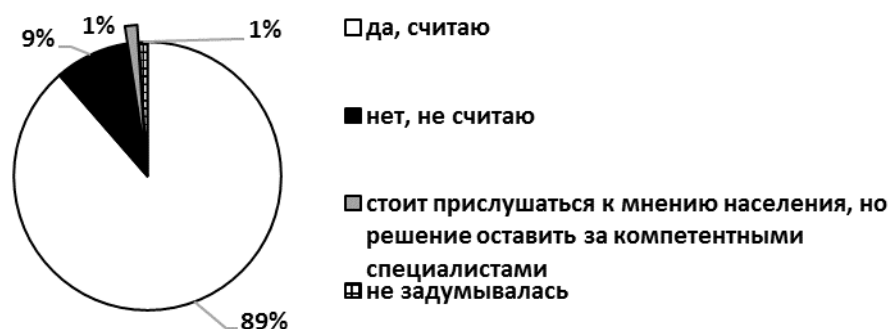 9%
1%
1%
89%
да, считаю
нет, не считаю
стоит прислушаться к мнению населения, но
решение оставить за компетентными
специалистами
не задумывалась